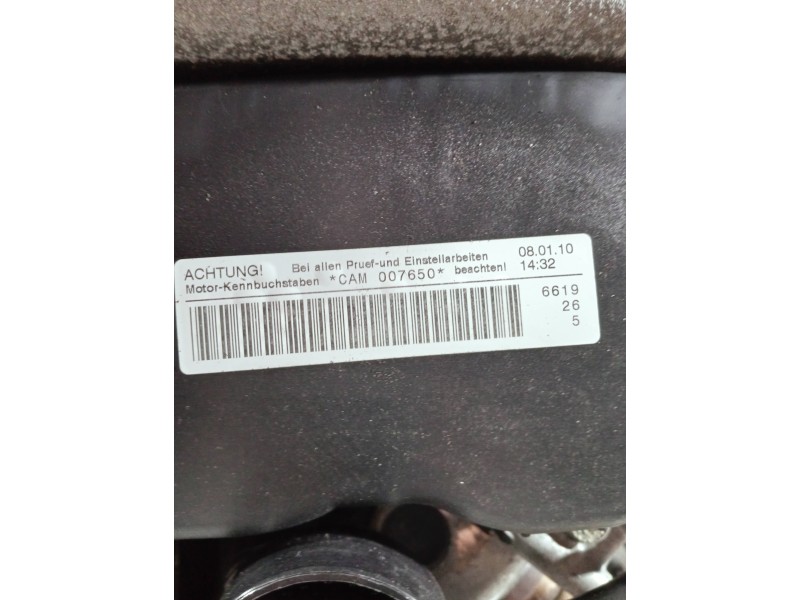 ACHTUNG! Bei allen Pruef-und Einstellarbeiten 08.01.10
Motor-Kennbuchstaben *CAM 007650* beachten! 14:32
6619
26
5